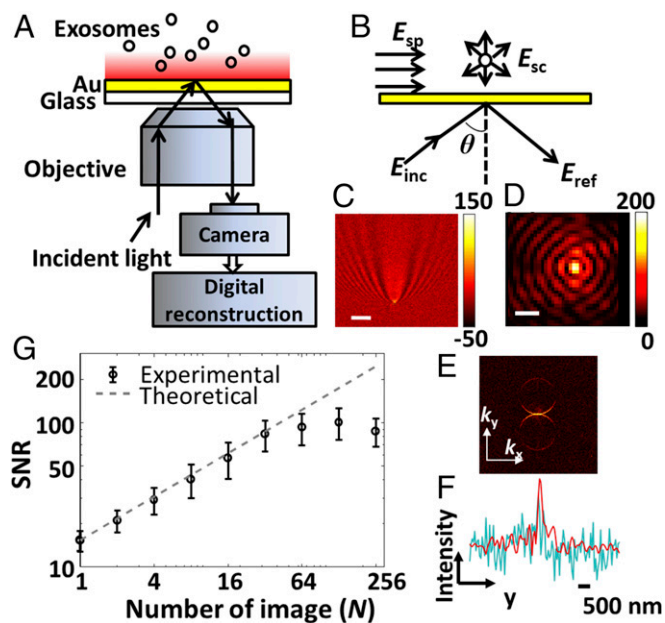 A
Exosomes
Au
Glass
Objective
Incident light
Camera
Digital
reconstruction
B
E_sp
E_sc
θ
E_inc
E_ref
C
150
-50
D
200
0
E
k_y
k_x
F
Intensity
y
500 nm
G
Experimental
Theoretical
SNR
200
100
50
10
1
4
16
64
256
Number of image (N)